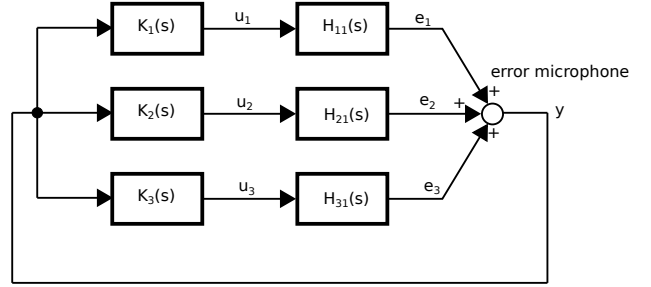 K₁(s) u₁ H₁₁(s) e₁
error microphone
+
K₂(s) u₂ H₂₁(s) e₂ + y
+
K₃(s) u₃ H₃₁(s) e₃